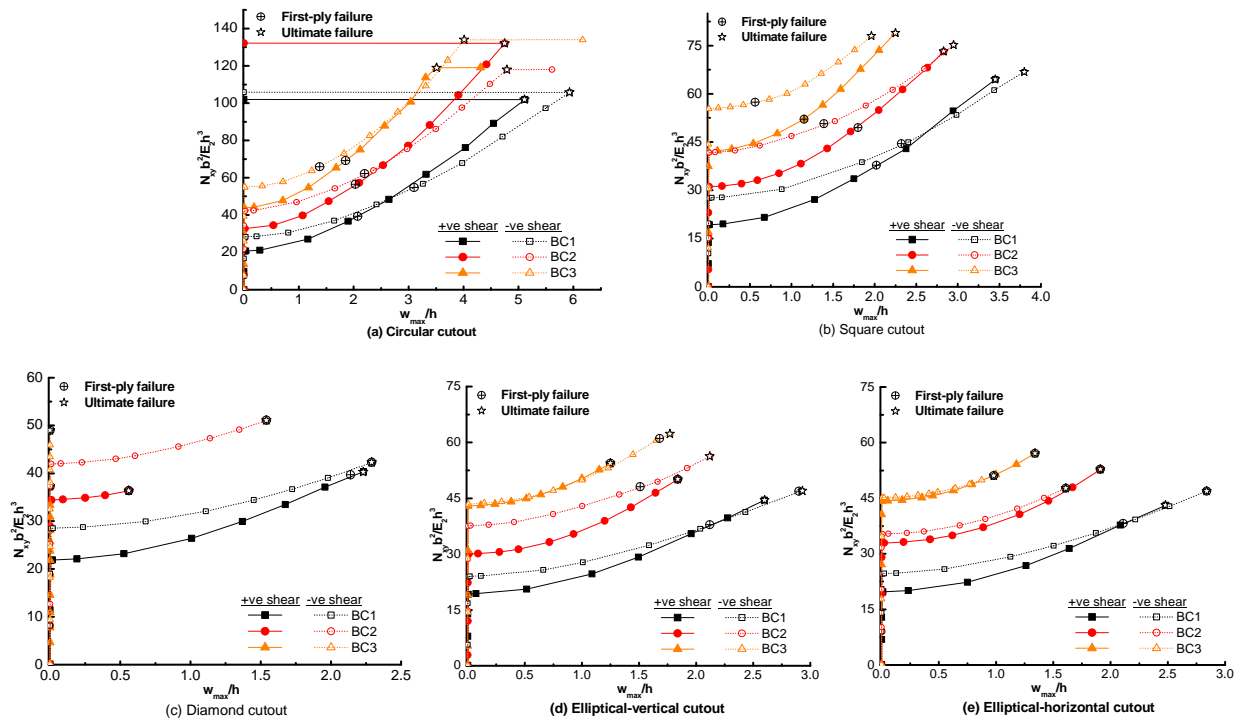 First-ply failure
Ultimate failure
N_xy b²/E₂h³
140
120
100
80
60
40
20
0
+ve shear -ve shear
BC1
BC2
BC3
0 1 2 3 4 5 6
w_max/h
(a) Circular cutout
First-ply failure
Ultimate failure
N_xy b²/E₂h³
75
60
45
30
15
0
+ve shear -ve shear
BC1
BC2
BC3
0.0 0.5 1.0 1.5 2.0 2.5 3.0 3.5 4.0
w_max/h
(b) Square cutout
First-ply failure
Ultimate failure
N_xy b²/E₂h³
60
50
40
30
20
10
0
+ve shear -ve shear
BC1
BC2
BC3
0.0 0.5 1.0 1.5 2.0 2.5
w_max/h
(c) Diamond cutout
First-ply failure
Ultimate failure
N_xy b²/E₂h³
75
60
45
30
15
0
+ve shear -ve shear
BC1
BC2
BC3
0.0 0.5 1.0 1.5 2.0 2.5 3.0
w_max/h
(d) Elliptical-vertical cutout
First-ply failure
Ultimate failure
N_xy b²/E₂h³
75
60
45
30
15
0
+ve shear -ve shear
BC1
BC2
BC3
0.0 0.5 1.0 1.5 2.0 2.5 3.0
w_max/h
(e) Elliptical-horizontal cutout